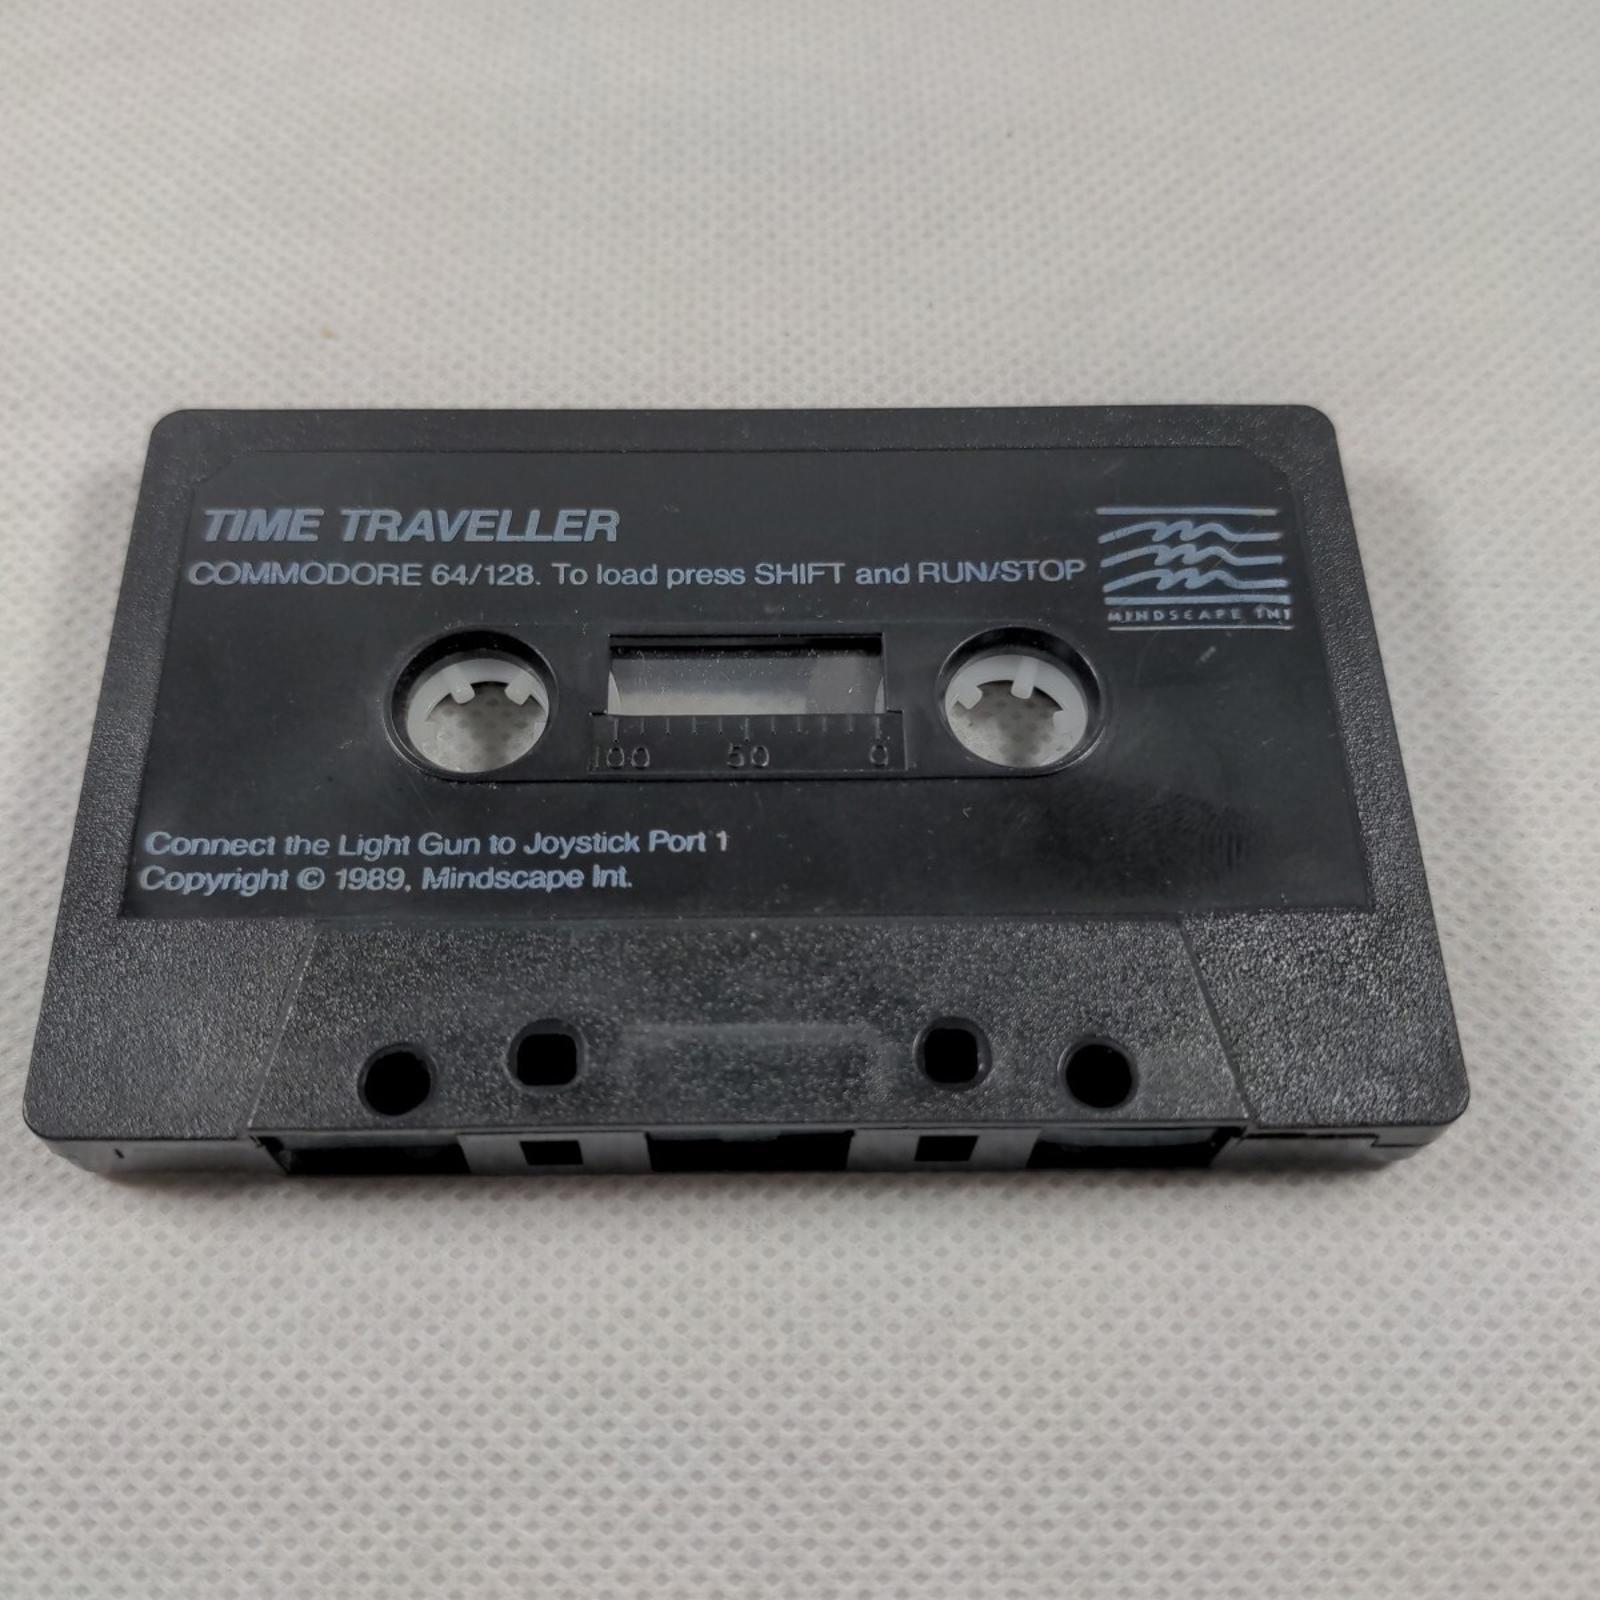 TIME TRAVELLER
COMMODORE 64/128. To load press SHIFT and RUN/STOP
MINDSCAPE INT
100 50 0
Connect the Light Gun to Joystick Port 1
Copyright © 1989, Mindscape Int.